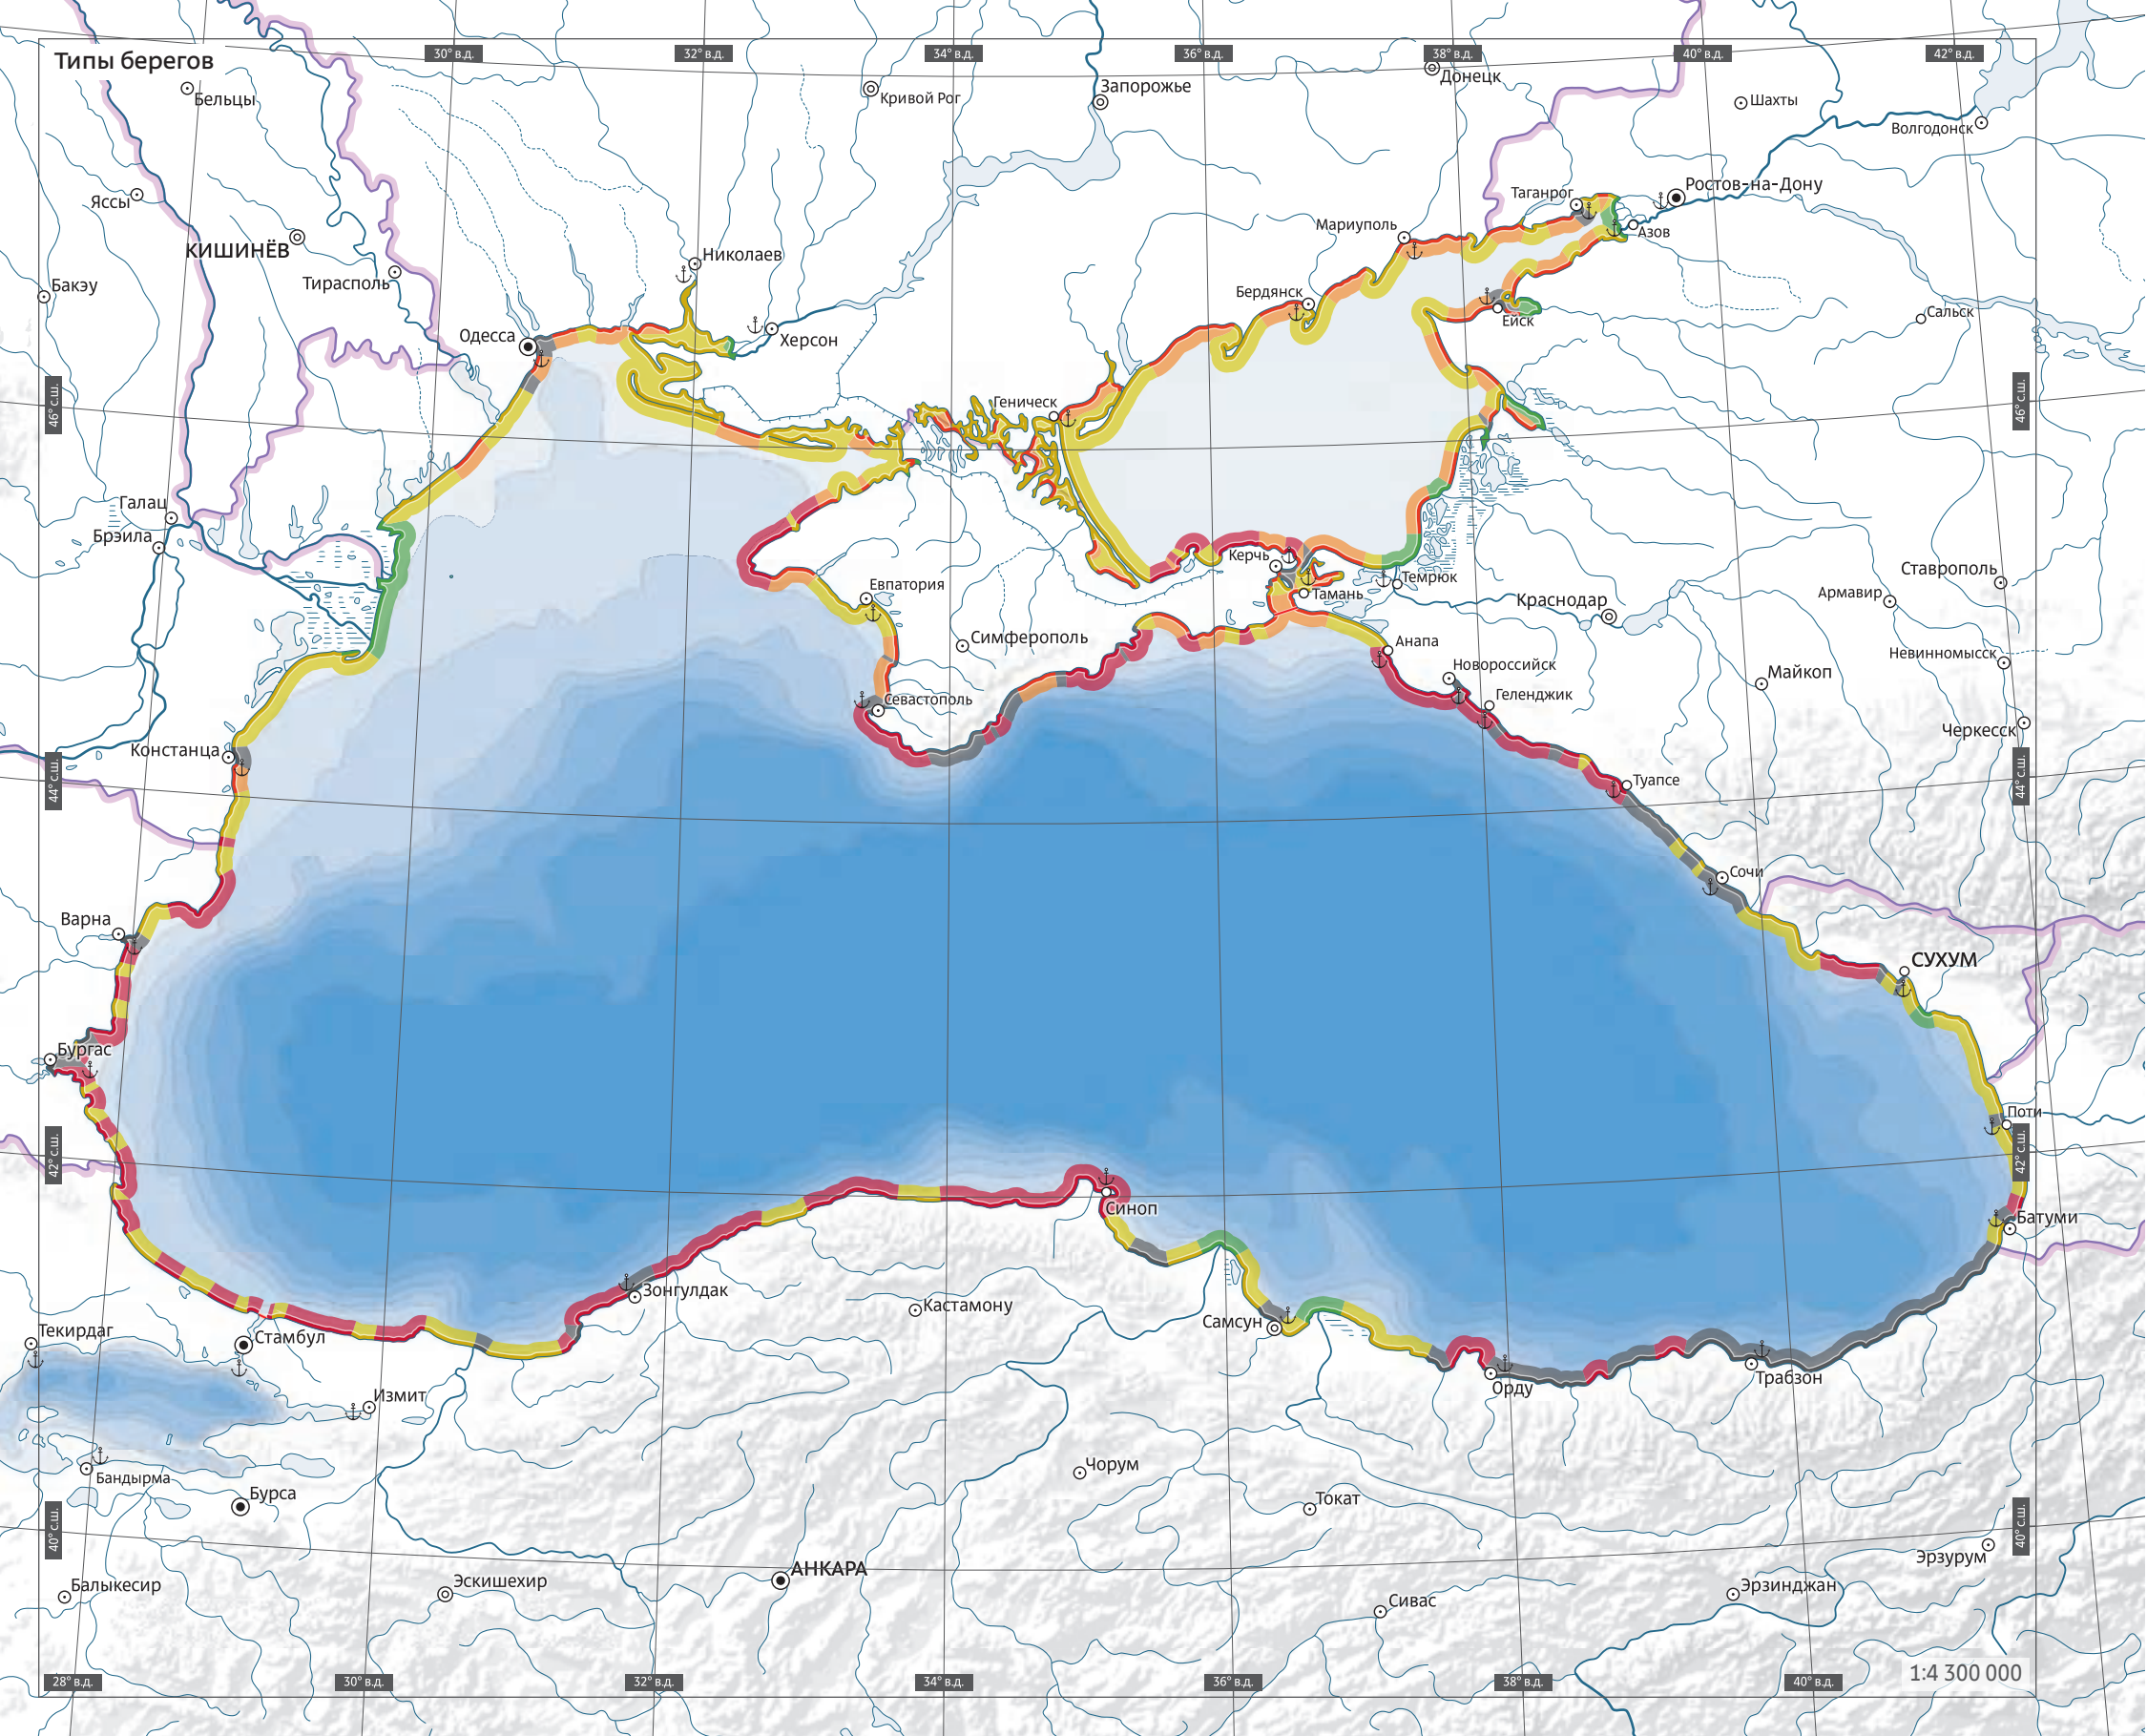 Типы берегов
30° в.д.
32° в.д.
34° в.д.
36° в.д.
38° в.д.
40° в.д.
42° в.д.
Бельцы
Кривой Рог
Запорожье
Донецк
Шахты
Волгодонск
Яссы
КИШИНЁВ
Тирасполь
Бакэу
Николаев
Одесса
Херсон
Таганрог
Ростов-на-Дону
Азов
Мариуполь
Бердянск
Ейск
Сальск
46° с.ш.
Геническ
46° с.ш.
Галац
Брэила
Керчь
Тамань
Темрюк
Евпатория
Симферополь
Севастополь
Краснодар
Ставрополь
Армавир
Анапа
Новороссийск
Геленджик
Невинномысск
Майкоп
Черкесск
Констанца
44° с.ш.
Туапсе
44° с.ш.
Сочи
Варна
СУХУМ
Бургас
Поти
42° с.ш.
42° с.ш.
Синоп
Батуми
Зонгулдак
Кастамону
Самсун
Текирдаг
Стамбул
Орду
Трабзон
Измит
Бандырма
Бурса
Чорум
Токат
40° с.ш.
40° с.ш.
АНКАРА
Эрзурум
Балыкесир
Эскишехир
Сивас
Эрзинджан
1:4 300 000
28° в.д.
30° в.д.
32° в.д.
34° в.д.
36° в.д.
38° в.д.
40° в.д.